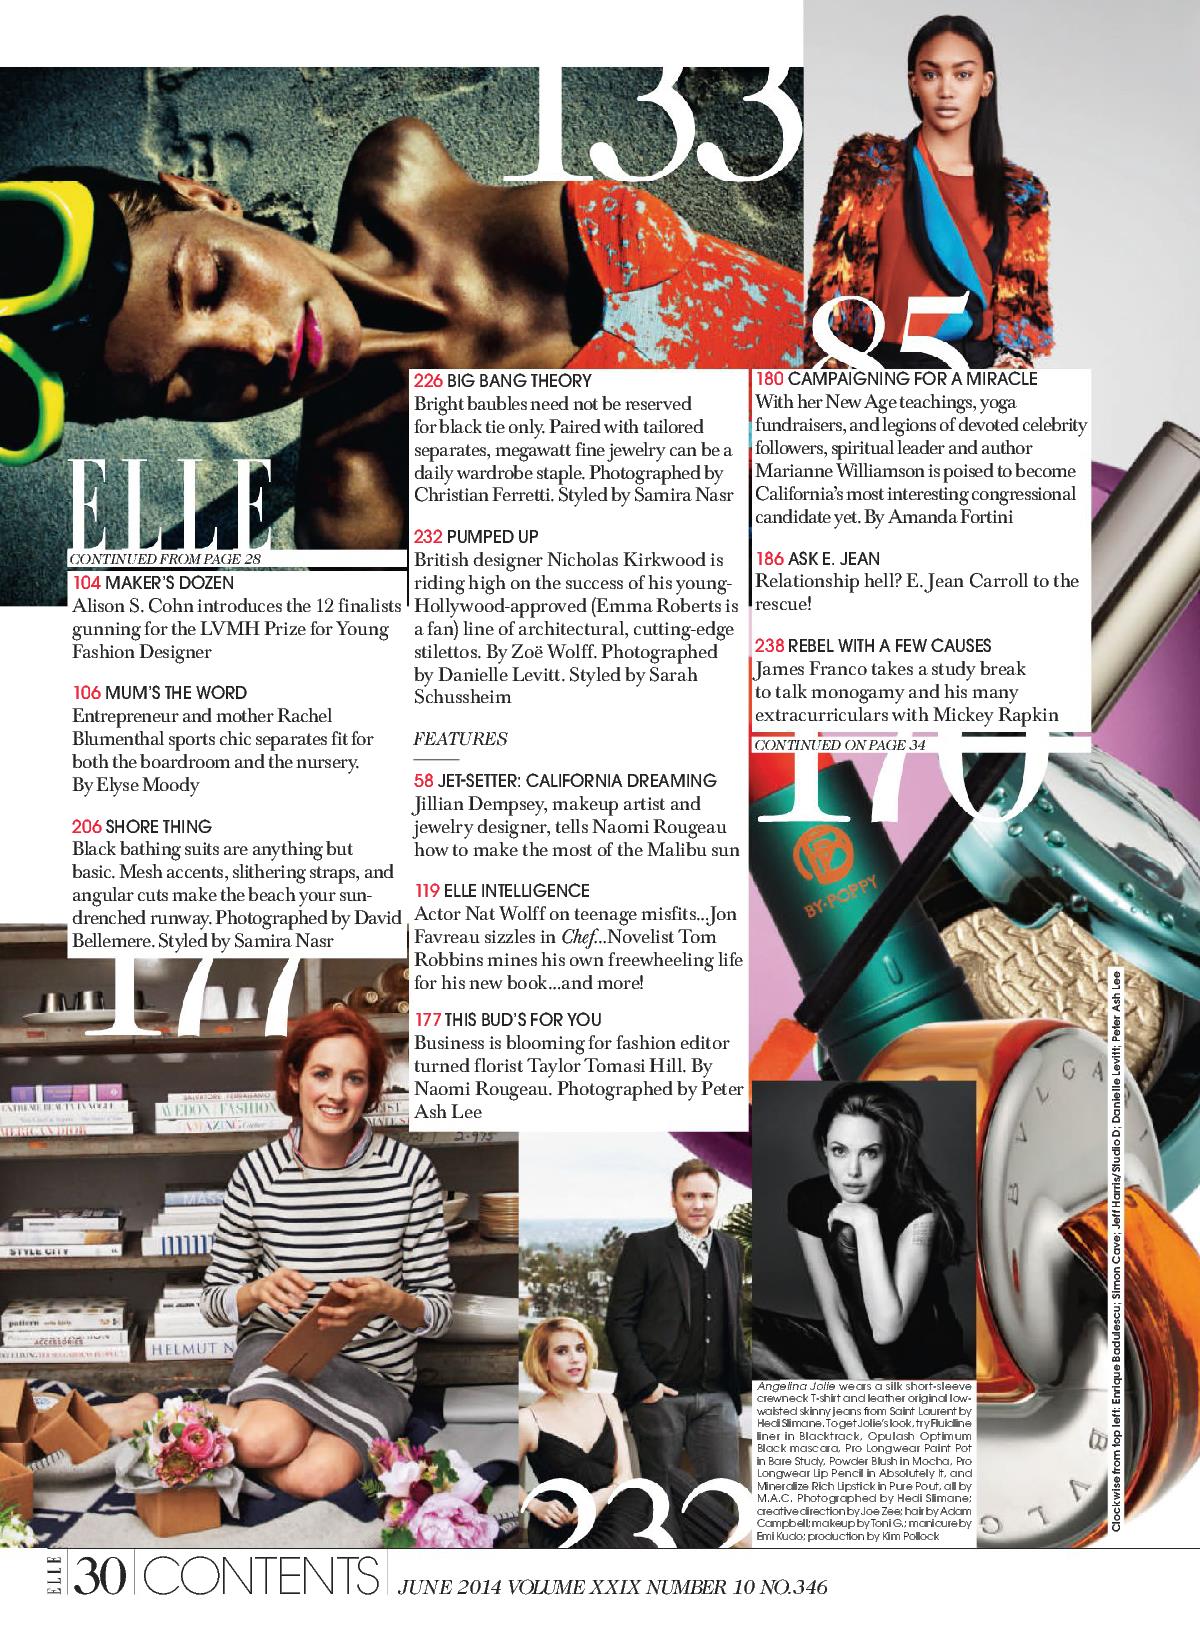 133
85
ELLE
CONTINUED FROM PAGE 28
104 MAKER'S DOZEN
Alison S. Cohn introduces the 12 finalists
gunning for the LVMH Prize for Young
Fashion Designer
106 MUM'S THE WORD
Entrepreneur and mother Rachel
Blumenthal sports chic separates fit for
both the boardroom and the nursery.
By Elyse Moody
206 SHORE THING
Black bathing suits are anything but
basic. Mesh accents, slithering straps, and
angular cuts make the beach your sun-
drenched runway. Photographed by David
Bellemere. Styled by Samira Nasr
177
226 BIG BANG THEORY
Bright baubles need not be reserved
for black tie only. Paired with tailored
separates, megawatt fine jewelry can be a
daily wardrobe staple. Photographed by
Christian Ferretti. Styled by Samira Nasr
232 PUMPED UP
British designer Nicholas Kirkwood is
riding high on the success of his young-
Hollywood-approved (Emma Roberts is
a fan) line of architectural, cutting-edge
stilettos. By Zoë Wolff. Photographed
by Danielle Levitt. Styled by Sarah
Schussheim
FEATURES
58 JET-SETTER: CALIFORNIA DREAMING
Jillian Dempsey, makeup artist and
jewelry designer, tells Naomi Rougeau
how to make the most of the Malibu sun
119 ELLE INTELLIGENCE
Actor Nat Wolff on teenage misfits...Jon
Favreau sizzles in Chef...Novelist Tom
Robbins mines his own freewheeling life
for his new book...and more!
177 THIS BUD'S FOR YOU
Business is blooming for fashion editor
turned florist Taylor Tomasi Hill. By
Naomi Rougeau. Photographed by Peter
Ash Lee
180 CAMPAIGNING FOR A MIRACLE
With her New Age teachings, yoga
fundraisers, and legions of devoted celebrity
followers, spiritual leader and author
Marianne Williamson is poised to become
California's most interesting congressional
candidate yet. By Amanda Fortini
186 ASK E. JEAN
Relationship hell? E. Jean Carroll to the
rescue!
238 REBEL WITH A FEW CAUSES
James Franco takes a study break
to talk monogamy and his many
extracurriculars with Mickey Rapkin
CONTINUED ON PAGE 34
170
BY•POPPY
BVLGARI
BVLG
SALVATORE FERRAGAMO
AVEDON FASHION
AMAZING
STYLE CITY
MASS
pattern
ACCESSORIES
HELMUT N
232
Angelina Jolie wears a silk short-sleeve
crewneck T-shirt and leather original low-
waisted skinny jeans from Saint Laurent by
Hedi Slimane. To get Jolie's look, try Fluidline
liner in Blacktrack, Opulash Optimum
Black mascara, Pro Longwear Paint Pot
in Bare Study, Powder Blush in Mocha, Pro
Longwear Lip Pencil in Absolutely It, and
Mineralize Rich Lipstick in Pure Pout, all by
M.A.C. Photographed by Hedi Slimane;
creative direction by Joe Zee; hair by Adam
Campbell; makeup by Toni G.; manicure by
Emi Kudo; production by Kim Pollock
Clockwise from top left: Enrique Badulescu; Simon Cave; Jeff Harris/Studio D; Danielle Levitt; Peter Ash Lee
ELLE 30 CONTENTS JUNE 2014 VOLUME XXIX NUMBER 10 NO.346